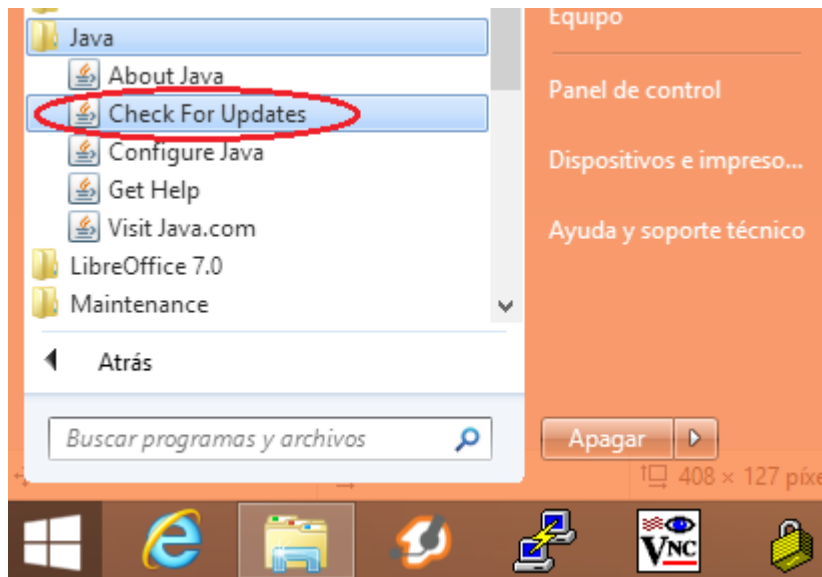 Java
About Java
Check For Updates
Configure Java
Get Help
Visit Java.com
LibreOffice 7.0
Maintenance
Atrás
Buscar programas y archivos
Equipo
Panel de control
Dispositivos e impreso...
Ayuda y soporte técnico
Apagar
408 × 127 píxe
VNC